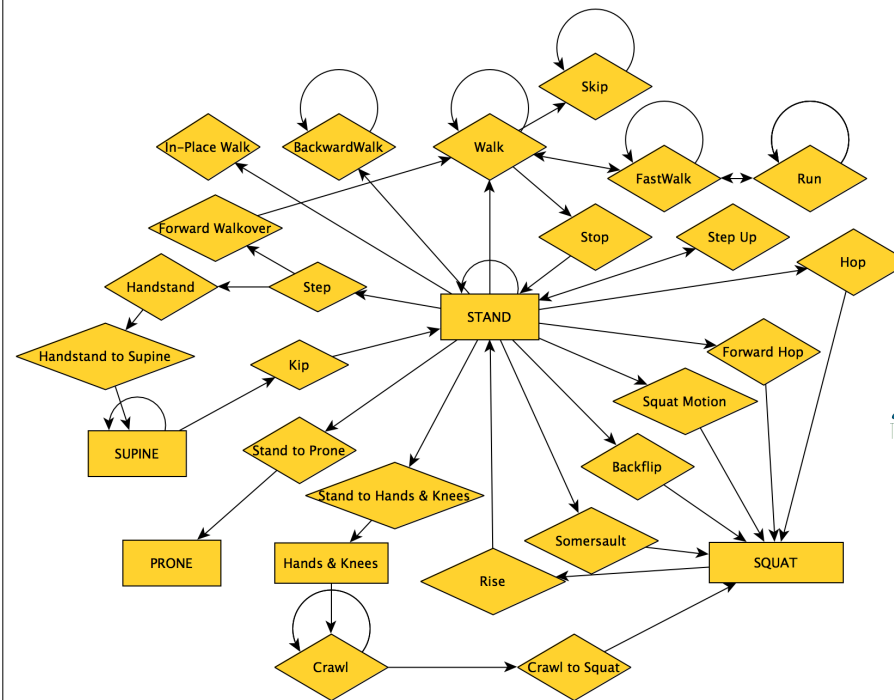 Skip
In-Place Walk
BackwardWalk
Walk
FastWalk
Run
Forward Walkover
Stop
Step Up
Hop
Handstand
Step
STAND
Handstand to Supine
Kip
Forward Hop
Squat Motion
SUPINE
Stand to Prone
Backflip
Stand to Hands & Knees
Somersault
PRONE
Hands & Knees
Rise
SQUAT
Crawl
Crawl to Squat